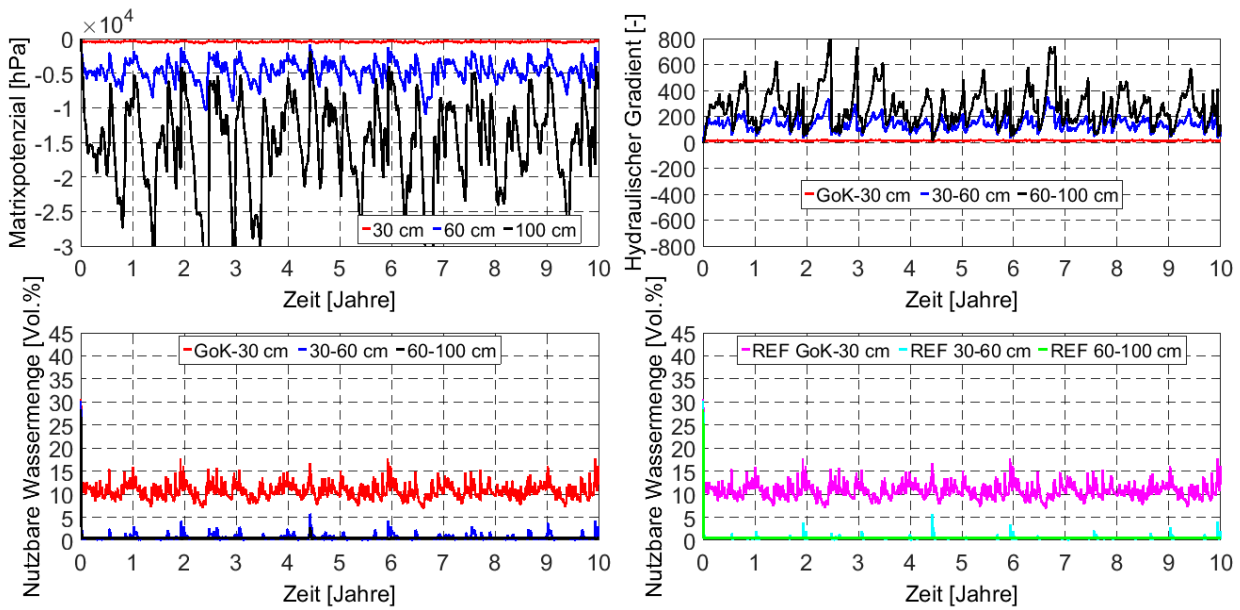 ×10⁴
Matrixpotenzial [hPa]
0
-0.5
-1
-1.5
-2
-2.5
-3
30 cm 60 cm 100 cm
0 1 2 3 4 5 6 7 8 9 10
Zeit [Jahre]
Hydraulischer Gradient [-]
800
600
400
200
0
-200
-400
-600
-800
GoK-30 cm 30-60 cm 60-100 cm
0 1 2 3 4 5 6 7 8 9 10
Zeit [Jahre]
Nutzbare Wassermenge [Vol.%]
45
40
35
30
25
20
15
10
5
0
GoK-30 cm 30-60 cm 60-100 cm
0 1 2 3 4 5 6 7 8 9 10
Zeit [Jahre]
Nutzbare Wassermenge [Vol.%]
45
40
35
30
25
20
15
10
5
0
REF GoK-30 cm REF 30-60 cm REF 60-100 cm
0 1 2 3 4 5 6 7 8 9 10
Zeit [Jahre]